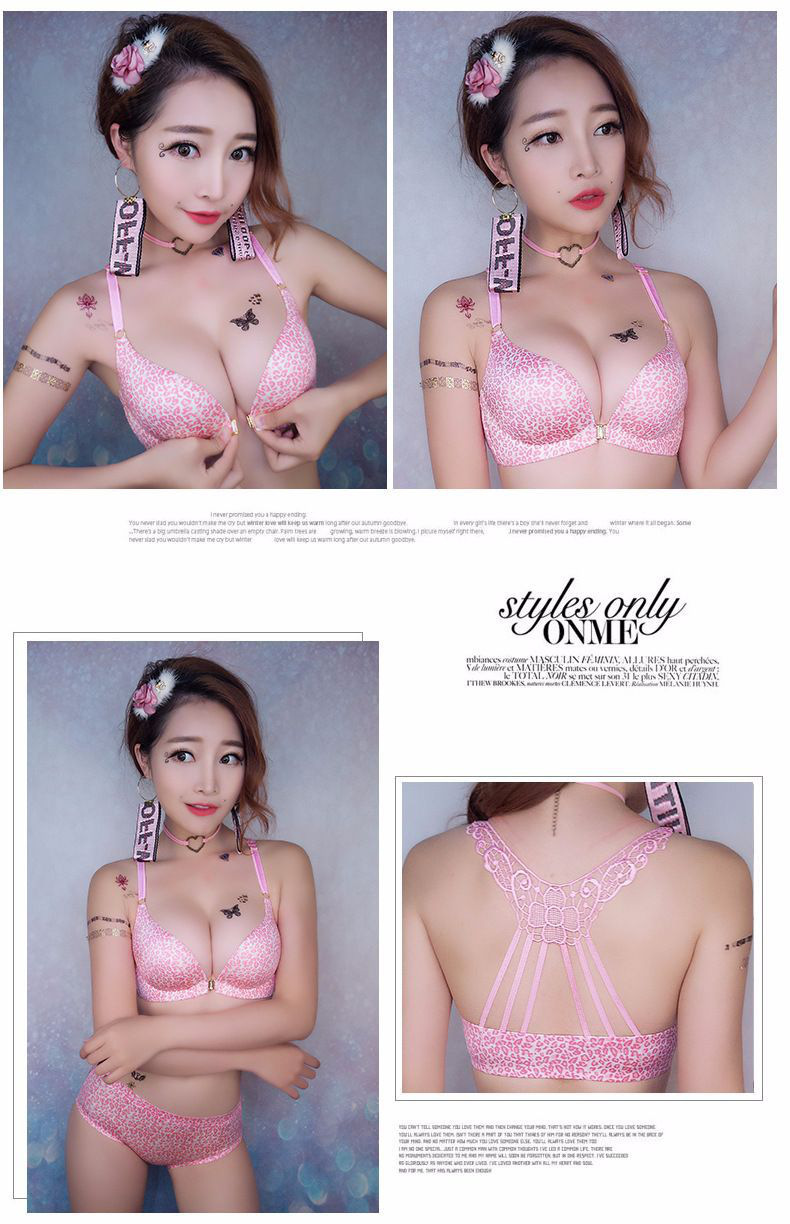 OFF-N
OFF-N
I never promised you a happy ending.
You never siad you wouldn't make me cry but winter love will keep us warm long after our autumn goodbye. In every girl's life there's a boy she'll never forget and winter where it all began. Some
...There's a big umbrella casting shade over an empty chair. Palm trees are growing, warm breeze is blowing. I picture myself right there, .I never promised you a happy ending. You
never siad you wouldn't make me cry but winter love will keep us warm long after our autumn goodbye.
styles only
ONME
mbiances costume MASCULIN FÉMININ, ALLURES haut perchées,
de lumière et MATIÈRES mates ou vernies, détails D'OR et d'argent :
le TOTAL NOIR se met sur son 31 le plus SEXY CITADIN.
TTHEW BROOKES. natures mortes CLÉMENCE LEVERT. Réalisation MÉLANIE HUYNH.
OFF-N
YOU CAN'T TELL SOMEONE YOU LOVE THEM AND THEN CHANGE YOUR MIND. THAT'S NOT HOW IT WORKS. ONCE YOU LOVE SOMEONE
YOU'LL ALWAYS LOVE THEM. ISN'T THERE A PART OF YOU THAT THINKS OF HIM FOR NO REASON? THEY'LL ALWAYS BE IN THE BACK OF
YOUR MIND. AND NO MATTER HOW MUCH YOU LOVE SOMEONE ELSE. YOU'LL ALWAYS LOVE THEM TOO
I AM NO ONE SPECIAL. JUST A COMMON MAN WITH COMMON THOUGHTS I'VE LED A COMMON LIFE. THERE ARE
NO MONUMENTS DEDICATED TO ME AND MY NAME WILL SOON BE FORGOTTEN. BUT IN ONE RESPECT. I'VE SUCCEEDED
AS GLORIOUSLY AS ANYONE WHO EVER LIVED. I'VE LOVED ANOTHER WITH ALL MY HEART AND SOUL
AND FOR ME. THAT HAS ALWAYS BEEN ENOUGH